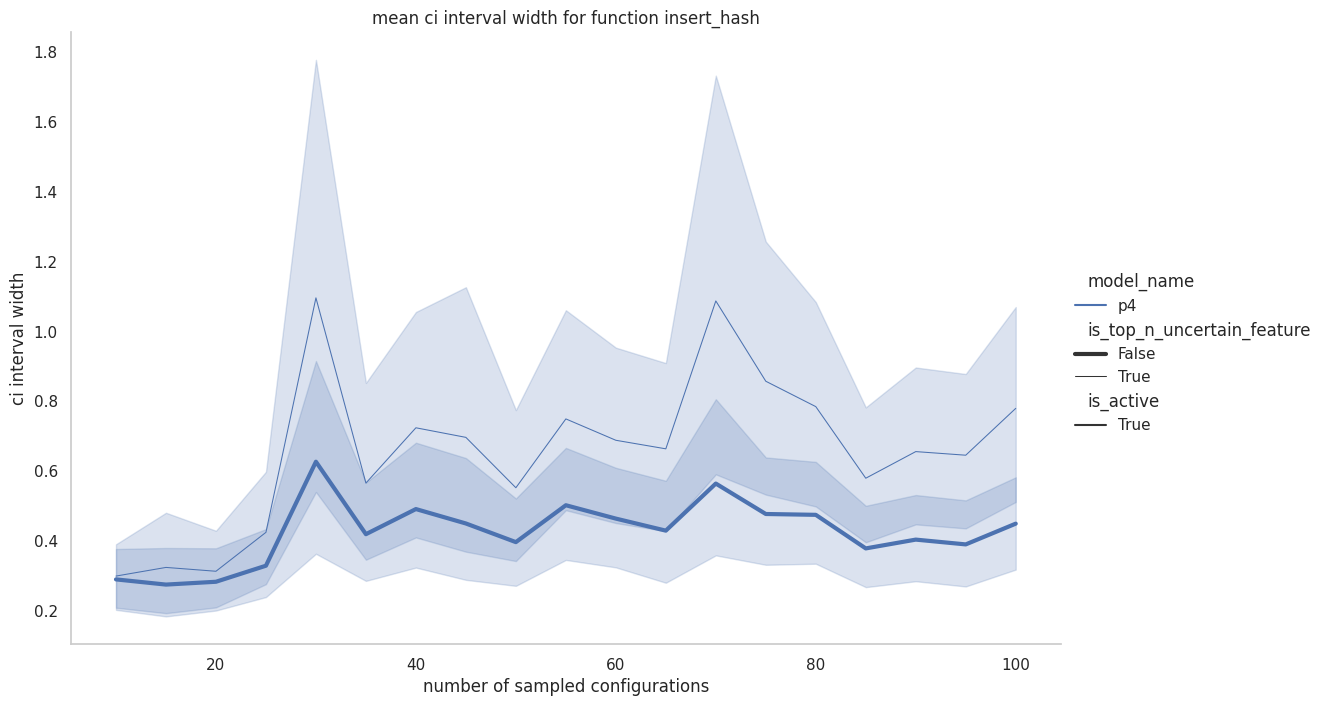 mean ci interval width for function insert_hash
1.8
1.6
1.4
1.2
1.0
0.8
0.6
0.4
0.2
ci interval width
20
40
60
80
100
number of sampled configurations
model_name
p4
is_top_n_uncertain_feature
False
True
is_active
True